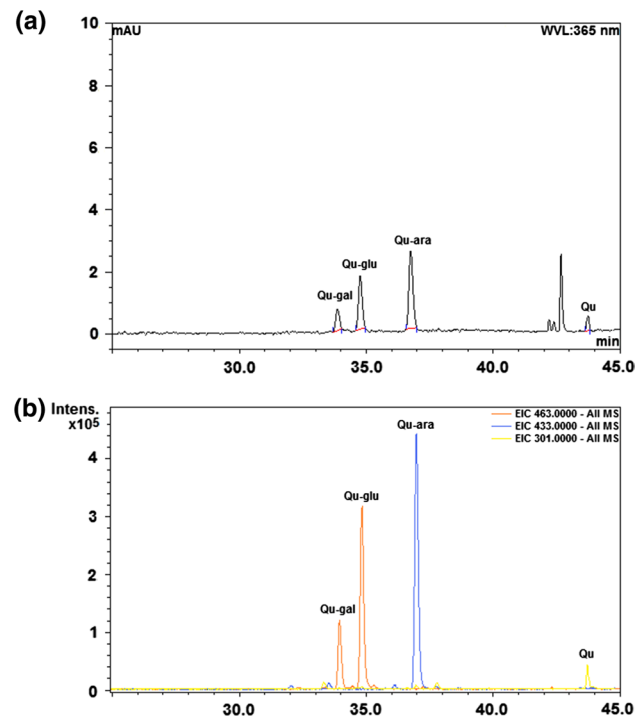 (a)
10
mAU
WVL:365 nm
8
6
4
Qu-ara
Qu-glu
2
Qu-gal
Qu
0
min
30.0
35.0
40.0
45.0
(b)
Intens.
x10⁵
EIC 463.0000 - All MS
EIC 433.0000 - All MS
EIC 301.0000 - All MS
Qu-ara
4
Qu-glu
3
2
Qu-gal
1
Qu
0
30.0
35.0
40.0
45.0